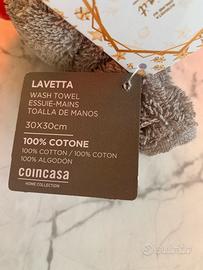 LAVETTA
WASH TOWEL
ESSUIE-MAINS
TOALLA DE MANOS
30X30cm
100% COTONE
100% COTTON / 100% COTON
100% ALGODÓN
coincasa
HOME COLLECTION
subito